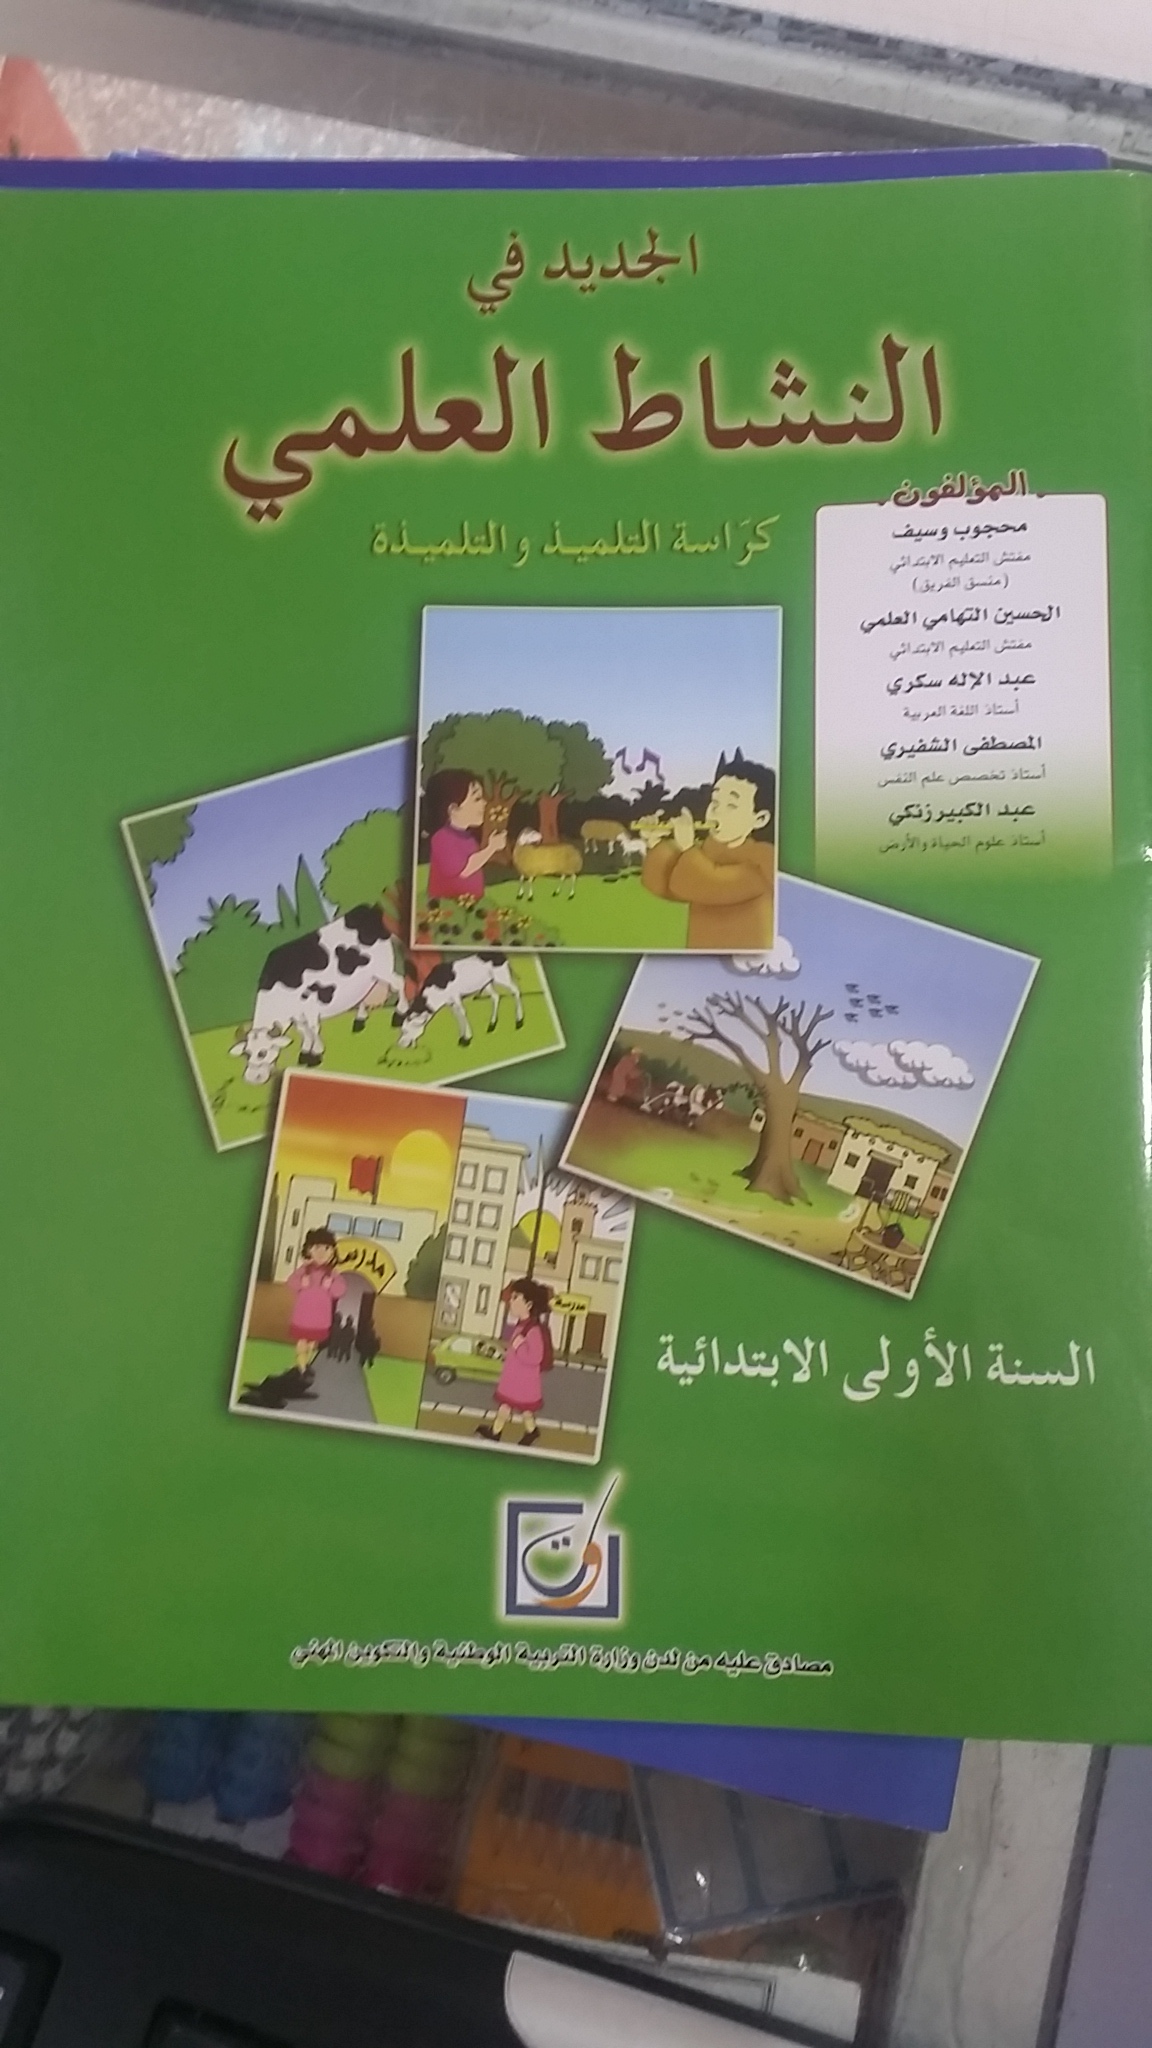 الجديد في
النشاط العلمي
كرّاسة التلميذ والتلميذة
المؤلفون
محجوب وسيف
مفتش التعليم الابتدائي
(منسق الفريق)
الحسين التهامي العلمي
مفتش التعليم الابتدائي
عبد الإله سكري
أستاذ اللغة العربية
المصطفى الشفيري
أستاذ تخصص علم النفس
عبد الكبير زنكي
أستاذ علوم الحياة والأرض
مدرسة
السنة الأولى الابتدائية
مصادق عليه من لدن وزارة التربية الوطنية والتكوين المهني